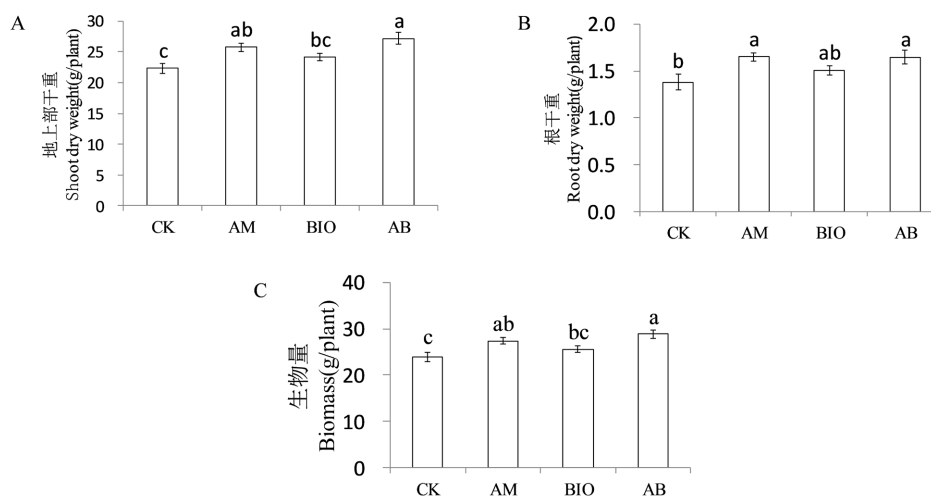 A
地上部干重
Shoot dry weight(g/plant)
30
25
20
15
10
5
0
c
ab
bc
a
CK
AM
BIO
AB
B
根干重
Root dry weight(g/plant)
2.0
1.5
1.0
0.5
0.0
b
a
ab
a
CK
AM
BIO
AB
C
生物量
Biomass(g/plant)
40
30
20
10
0
c
ab
bc
a
CK
AM
BIO
AB